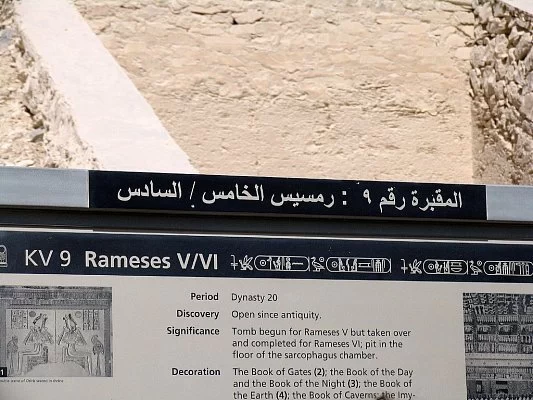 المقبرة رقم ٩ : رمسيس الخامس / السادس
KV 9 Rameses V/VI
Period Dynasty 20
Discovery Open since antiquity.
Significance Tomb begun for Rameses V but taken over
and completed for Rameses VI; pit in
the floor of the sarcophagus chamber.
Decoration The Book of Gates (2); the Book of the Day
and the Book of the Night (3); the Book of
the Earth (4); the Book of Caverns; the Imy-
1